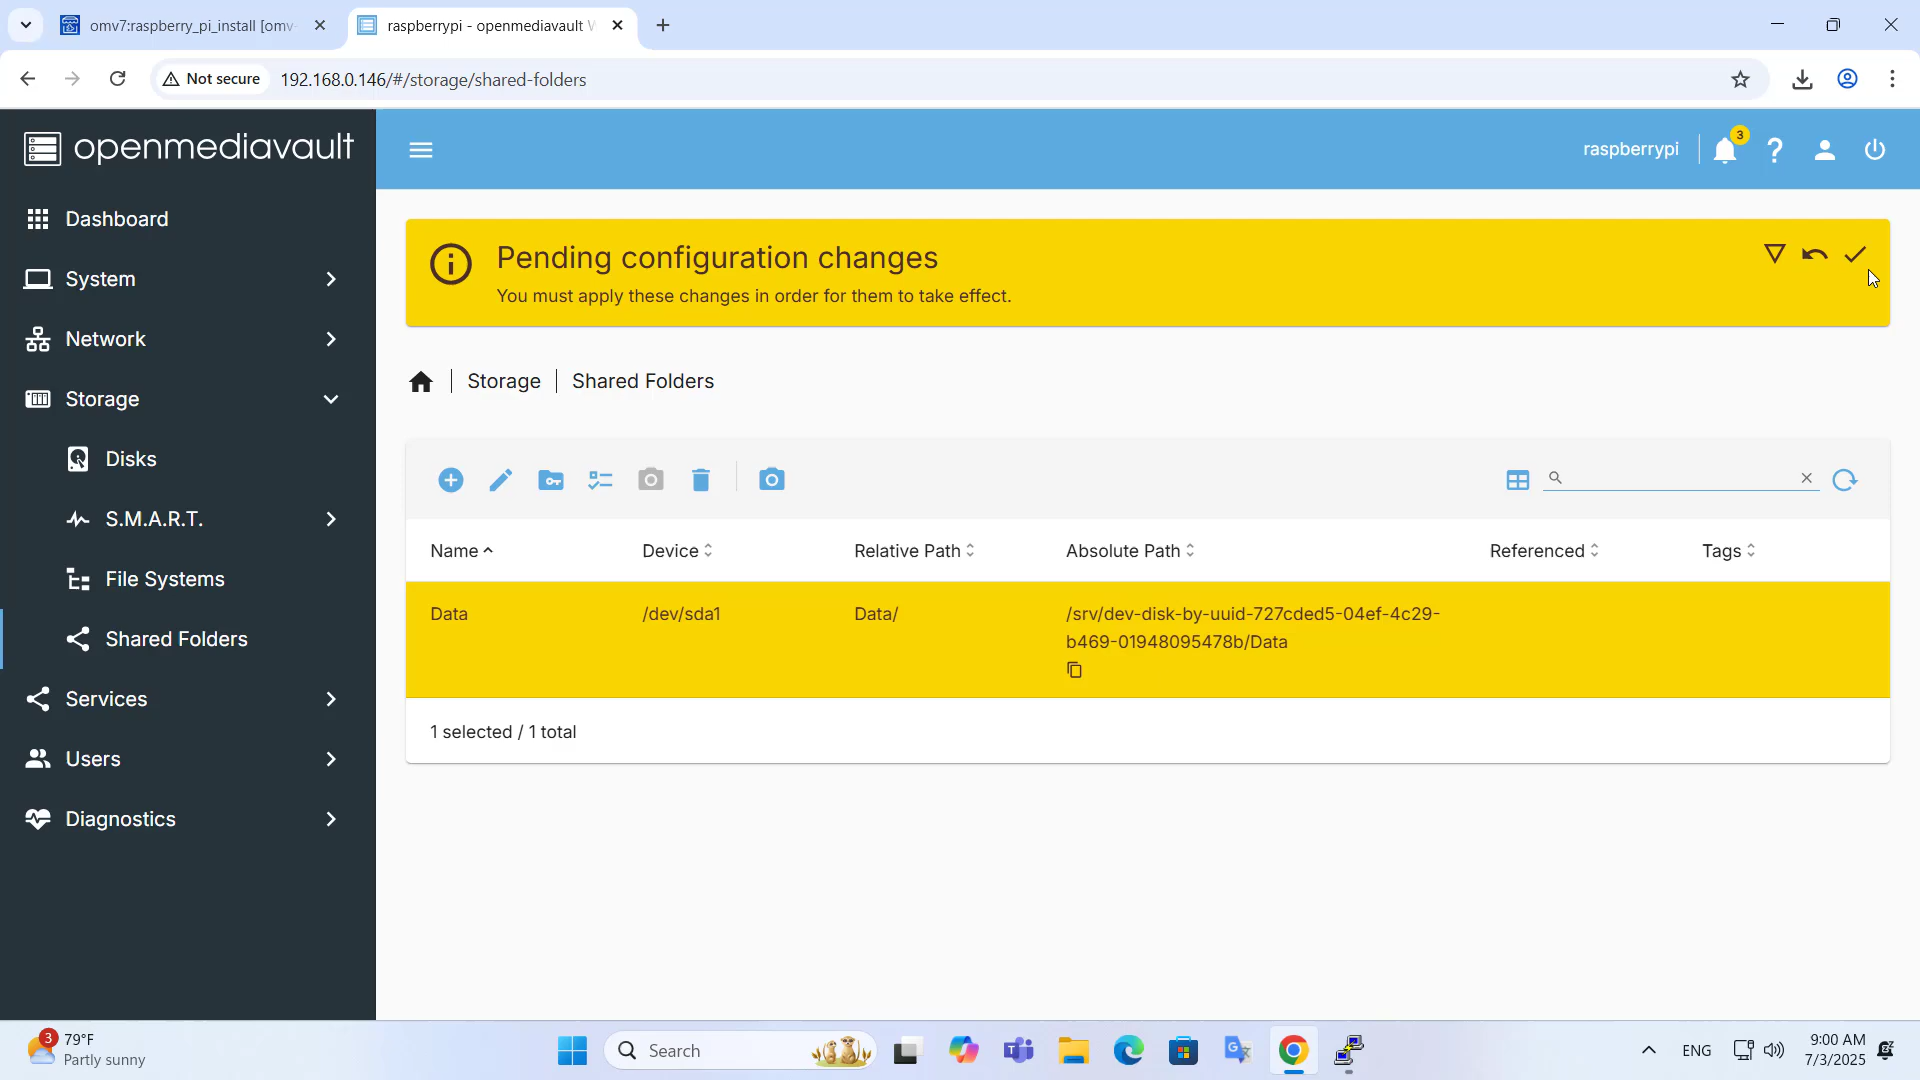 omv7:raspberry_pi_install [omv
raspberrypi - openmediavault W
Not secure
192.168.0.146/#/storage/shared-folders
openmediavault
raspberrypi
3
Dashboard
System
Network
Storage
Disks
S.M.A.R.T.
File Systems
Shared Folders
Services
Users
Diagnostics
Pending configuration changes
You must apply these changes in order for them to take effect.
Storage
Shared Folders
Name
Device
Relative Path
Absolute Path
Referenced
Tags
Data
/dev/sda1
Data/
/srv/dev-disk-by-uuid-727cded5-04ef-4c29-
b469-01948095478b/Data
1 selected / 1 total
3
79°F
Partly sunny
Search
ENG
9:00 AM
7/3/2025